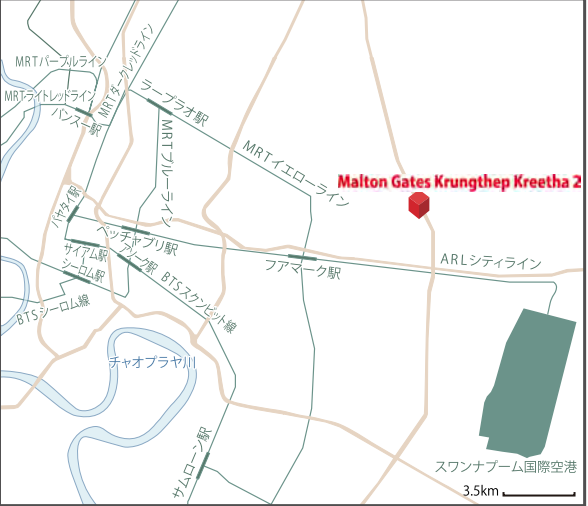 MRTパープルライン
MRTダークレッドライン
MRTライトレッドライン
バンスー駅
ラープラオ駅
MRTブルーライン
MRTイエローライン
Malton Gates Krungthep Kreetha 2
パヤタイ駅
ペッチャブリ駅
サイアム駅
アレーク駅
シーロム駅
フアマーク駅
ARLシティライン
BTSスクンビット線
BTSシーロム線
チャオプラヤ川
サムローン駅
スワンナプーム国際空港
3.5km